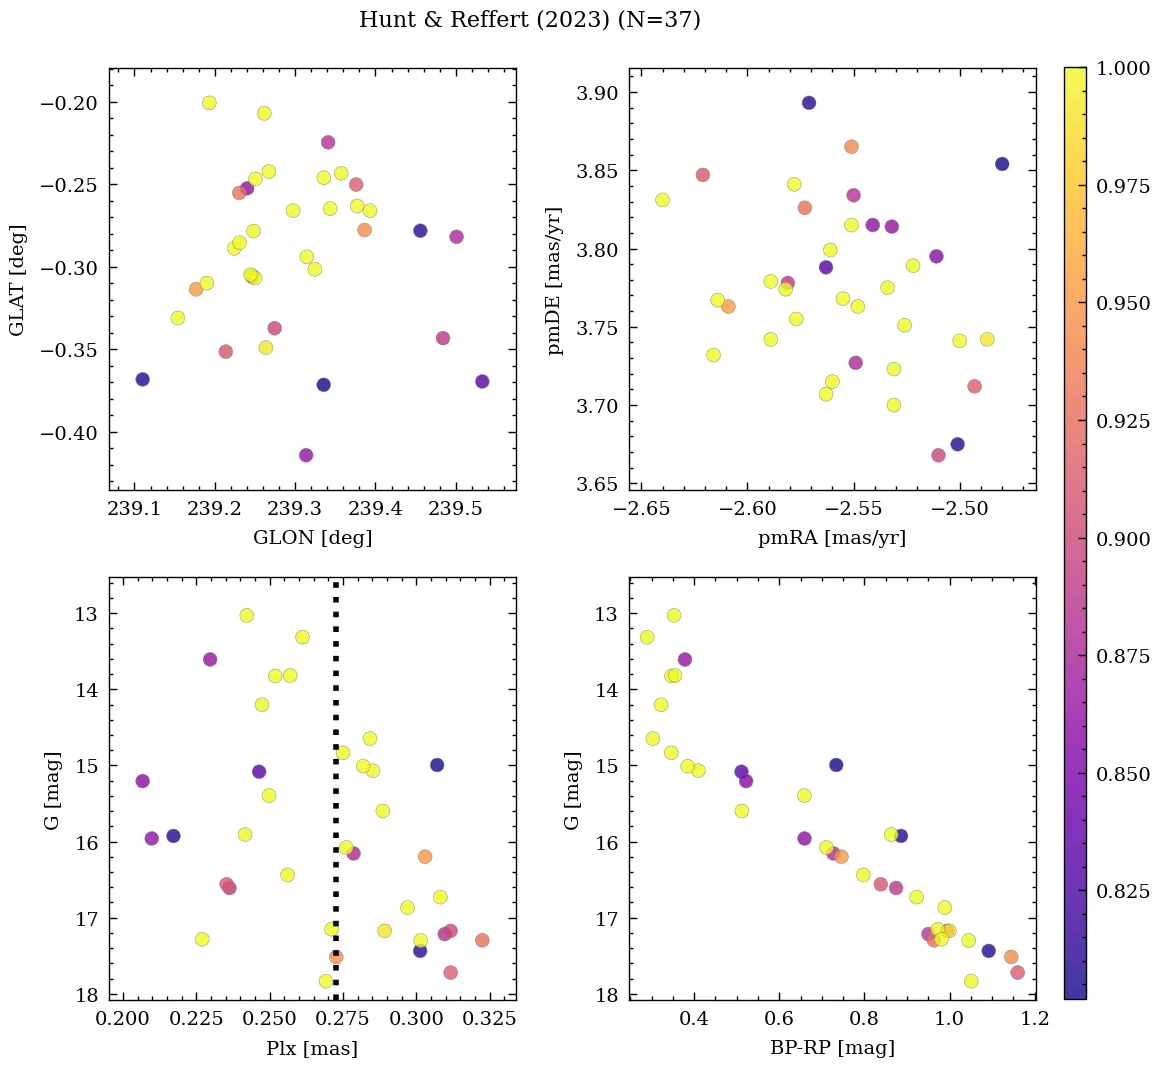 Hunt & Reffert (2023) (N=37)
−0.20
−0.25
−0.30
−0.35
−0.40
GLAT [deg]
239.1 239.2 239.3 239.4 239.5
GLON [deg]
3.90
3.85
3.80
3.75
3.70
3.65
pmDE [mas/yr]
−2.65 −2.60 −2.55 −2.50
pmRA [mas/yr]
13
14
15
16
17
18
G [mag]
0.200 0.225 0.250 0.275 0.300 0.325
Plx [mas]
13
14
15
16
17
18
G [mag]
0.4 0.6 0.8 1.0 1.2
BP-RP [mag]
1.000
0.975
0.950
0.925
0.900
0.875
0.850
0.825